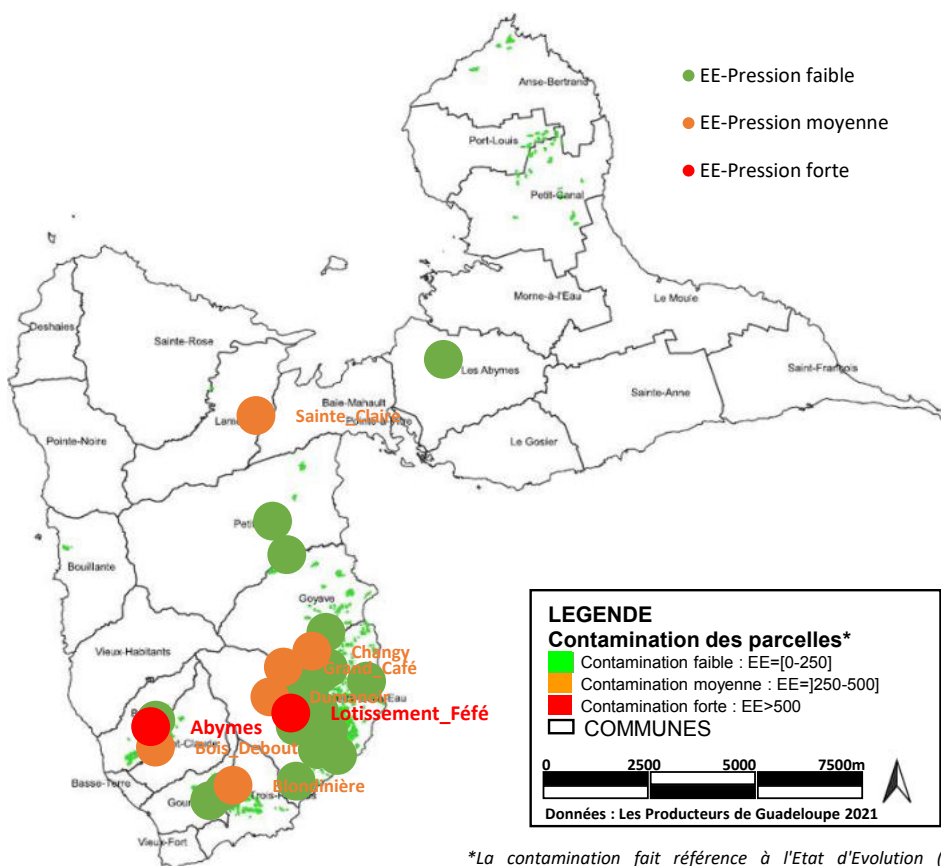 Anse-Bertrand
EE-Pression faible
EE-Pression moyenne
EE-Pression forte
Port-Louis
Petit-Canal
Morne-à-l'Eau
Le Moule
Deshaies
Sainte-Rose
Les Abymes
Saint-François
Sainte-Anne
Baie-Mahault
Sainte_Claire
Le Gosier
Pointe-Noire
Bouillante
Goyave
Vieux-Habitants
Changy
Grand_Café
Dumanoir
Lotissement_Féfé
Abymes
Bois_Debout
Basse-Terre
Blondinière
Vieux-Fort
LEGENDE
Contamination des parcelles*
Contamination faible : EE=[0-250]
Contamination moyenne : EE=]250-500]
Contamination forte : EE>500
COMMUNES
0 2500 5000 7500m
Données : Les Producteurs de Guadeloupe 2021
*La contamination fait référence à l'Etat d'Evolution (